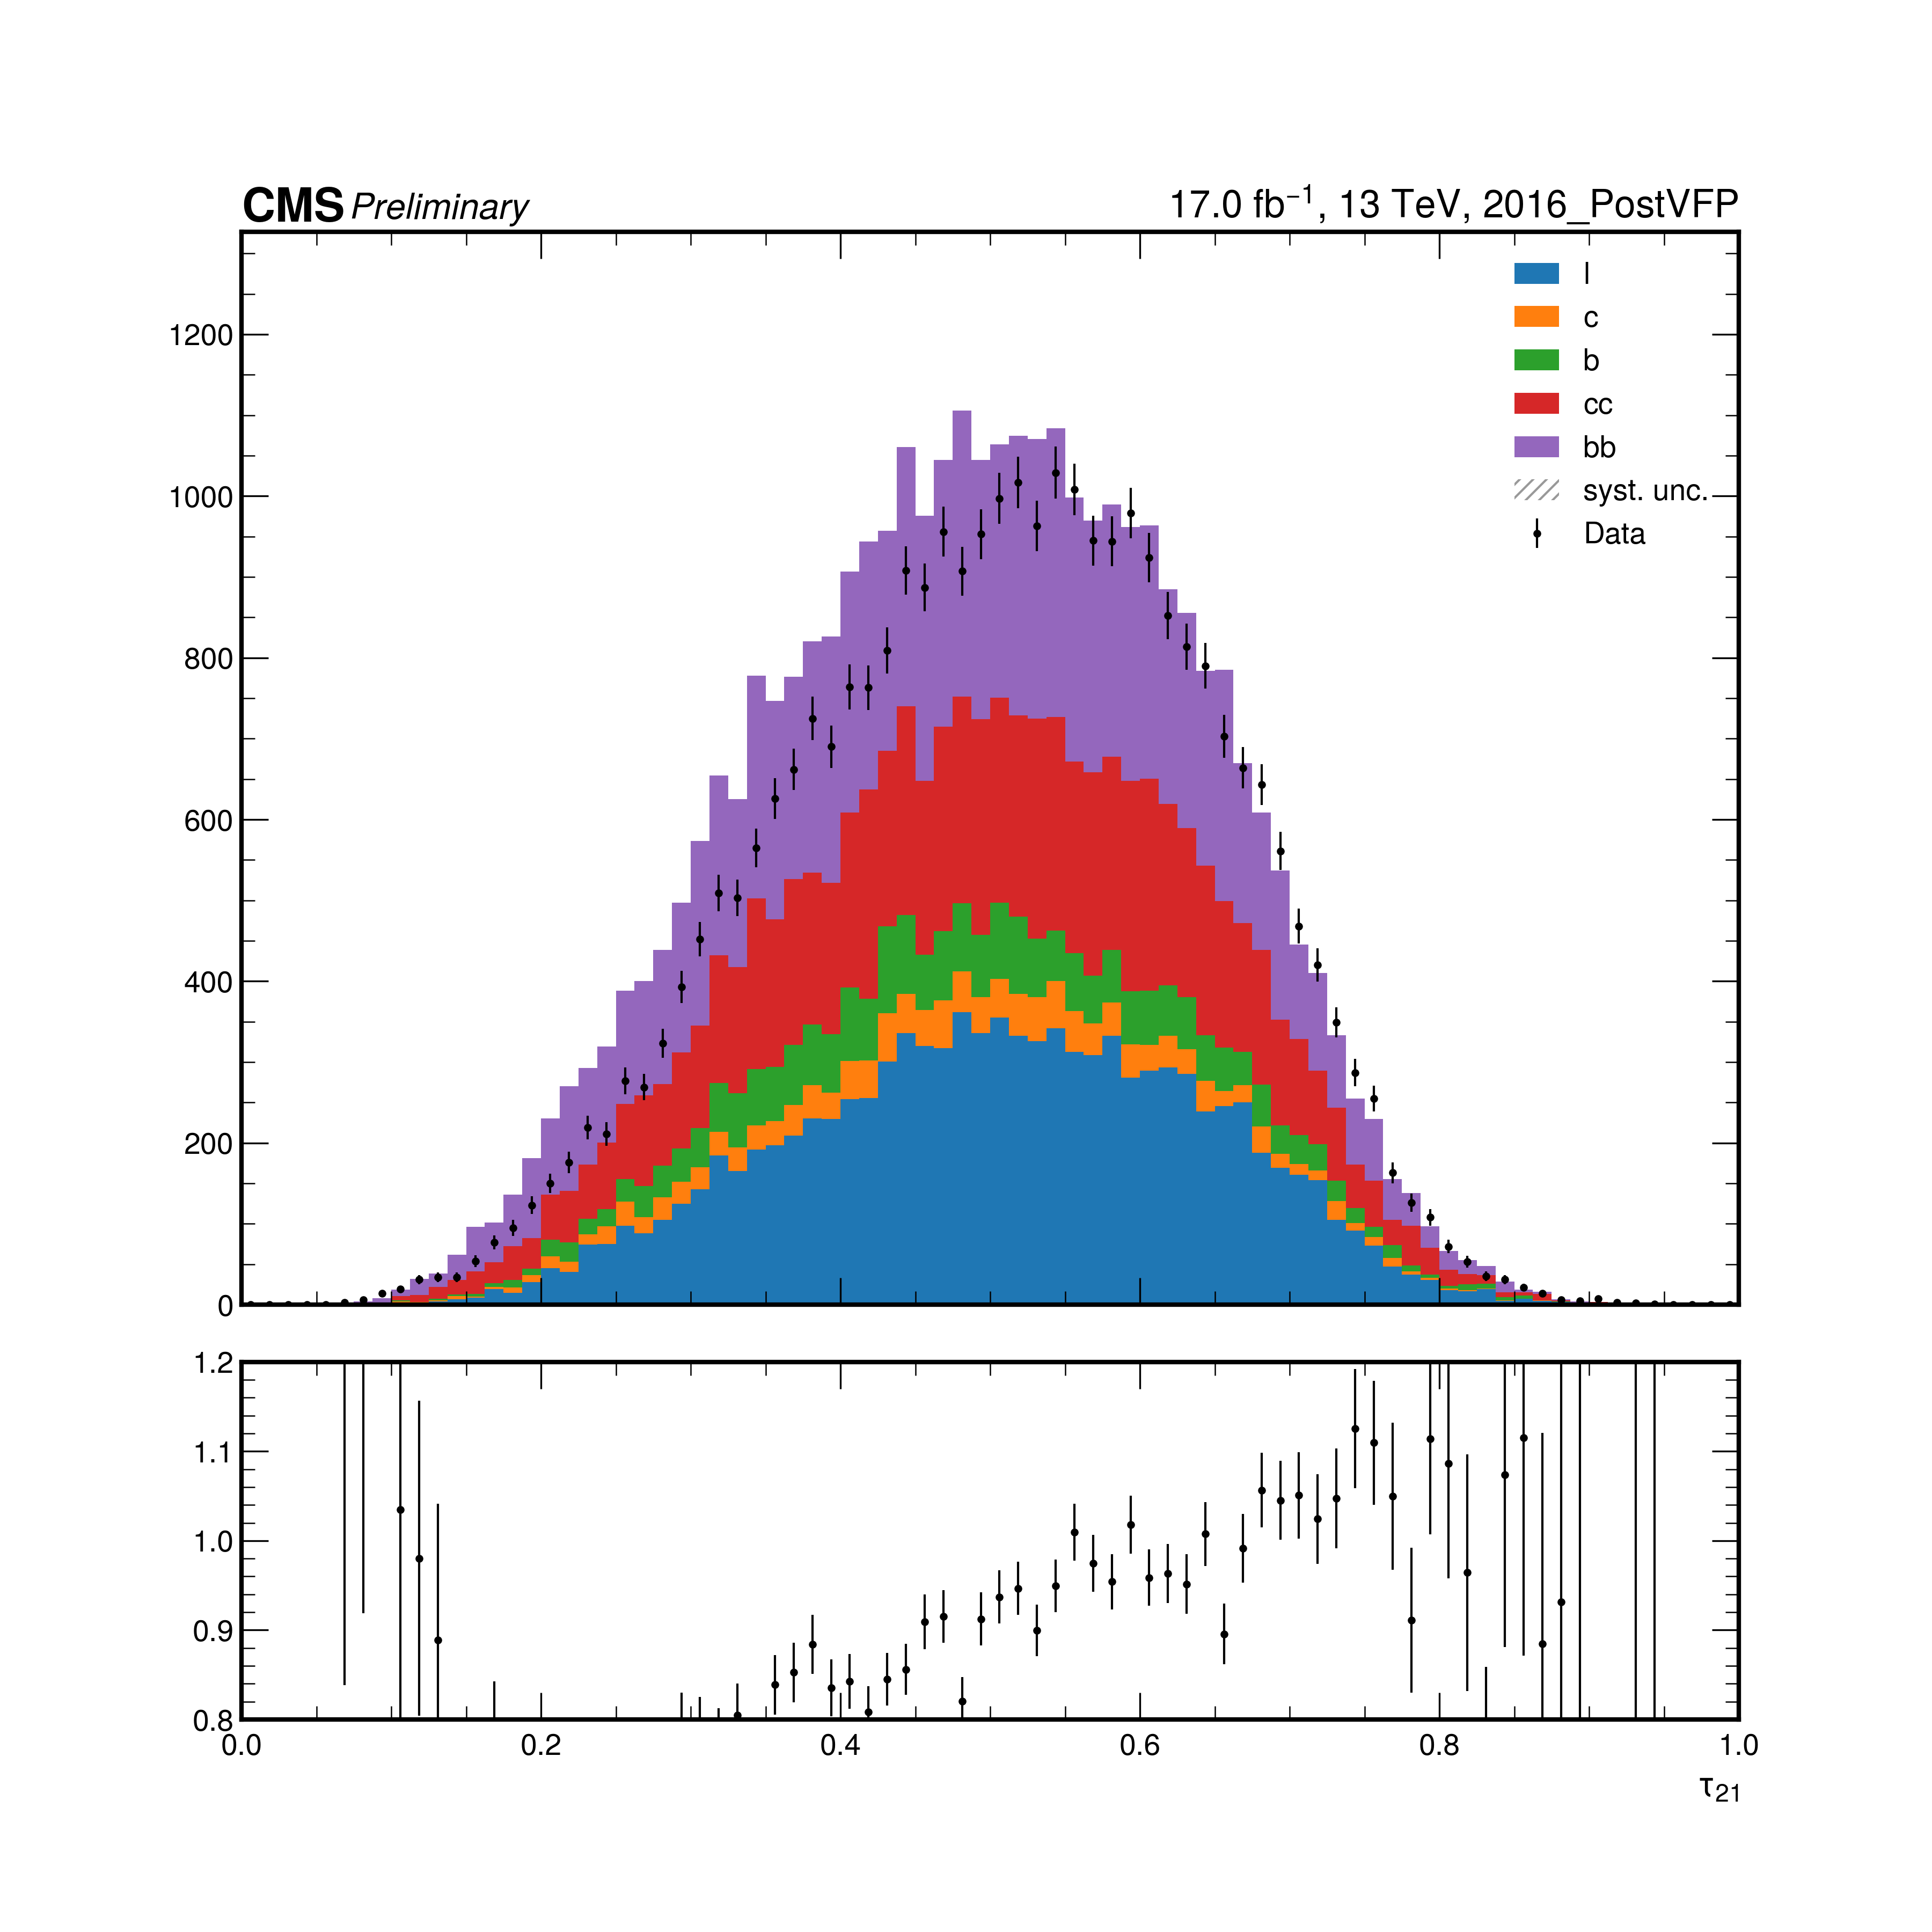 CMS Preliminary
17.0 fb⁻¹, 13 TeV, 2016_PostVFP
1200
1000
800
600
400
200
0
l
c
b
cc
bb
syst. unc.
Data
1.2
1.1
1.0
0.9
0.8
0.0 0.2 0.4 0.6 0.8 1.0
τ₂₁